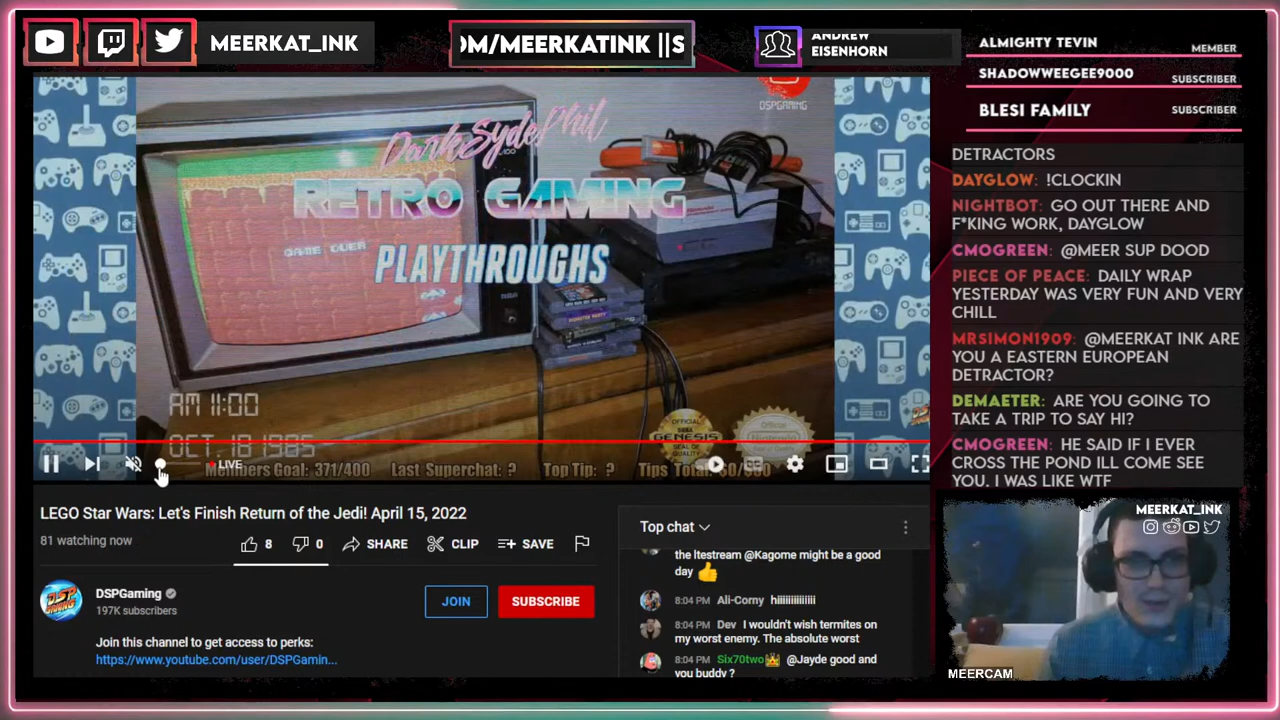 MEERKAT_INK
OM/MEERKATINK ||S
ANDREW
EISENHORN
ALMIGHTY TEVIN
MEMBER
SHADOWWEEGEE9000
SUBSCRIBER
BLESI FAMILY
SUBSCRIBER
DSPGAMING
DarkSydePhil
RETRO GAMING
PLAYTHROUGHS
GAME OVER
AM 11:00
OCT. 18 1985
GENESIS
LIVE
Members Goal: 371/400 Last Superchat: ? Top Tip: ? Tips Total:
DETRACTORS
DAYGLOW: !CLOCKIN
NIGHTBOT: GO OUT THERE AND
F*KING WORK, DAYGLOW
CMOGREEN: @MEER SUP DOOD
PIECE OF PEACE: DAILY WRAP
YESTERDAY WAS VERY FUN AND VERY
CHILL
MRSIMON1909: @MEERKAT INK ARE
YOU A EASTERN EUROPEAN
DETRACTOR?
DEMAETER: ARE YOU GOING TO
TAKE A TRIP TO SAY HI?
CMOGREEN: HE SAID IF I EVER
CROSS THE POND ILL COME SEE
YOU. I WAS LIKE WTF
LEGO Star Wars: Let's Finish Return of the Jedi! April 15, 2022
81 watching now
8
0
SHARE
CLIP
SAVE
DSPGaming
197K subscribers
JOIN
SUBSCRIBE
Join this channel to get access to perks:
https://www.youtube.com/user/DSPGamin...
Top chat
the ltestream @Kagome might be a good
day 👍
8:04 PM Ali-Corny hiiiiiiiiiiiiii
8:04 PM Dev I wouldn't wish termites on
my worst enemy. The absolute worst
8:04 PM Six70two @Jayde good and
you buddy ?
MEERKAT_INK
MEERCAM